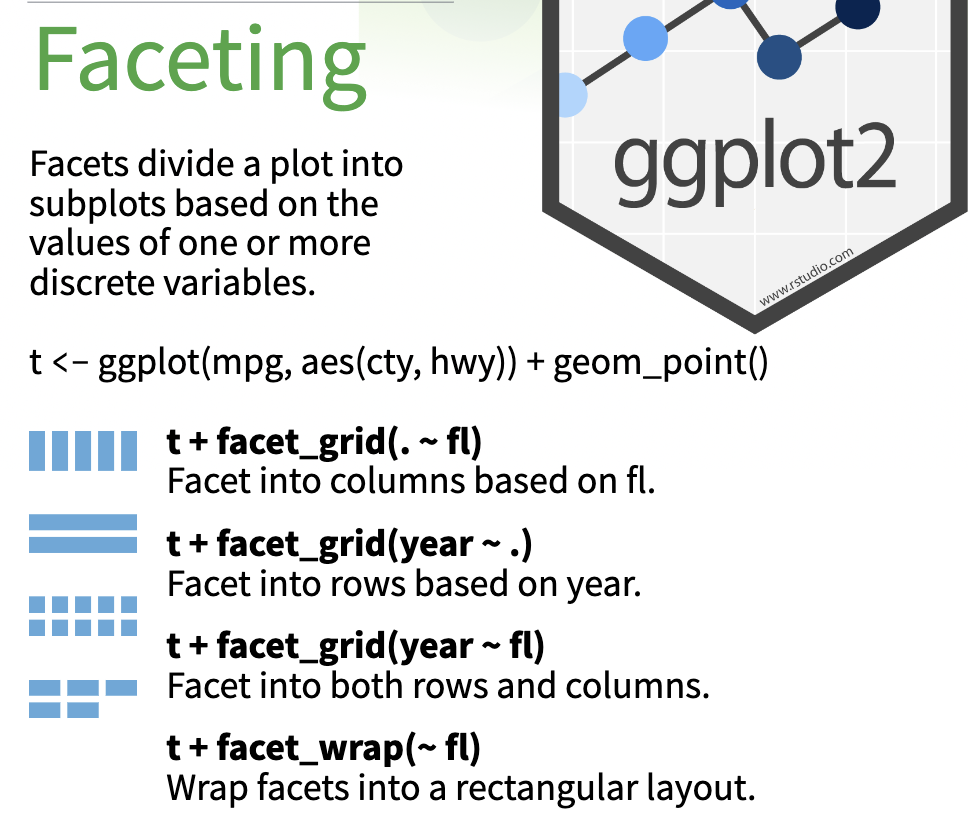 Faceting
ggplot2
www.rstudio.com
Facets divide a plot into
subplots based on the
values of one or more
discrete variables.
t <− ggplot(mpg, aes(cty, hwy)) + geom_point()
t + facet_grid(. ~ fl)
Facet into columns based on fl.
t + facet_grid(year ~ .)
Facet into rows based on year.
t + facet_grid(year ~ fl)
Facet into both rows and columns.
t + facet_wrap(~ fl)
Wrap facets into a rectangular layout.